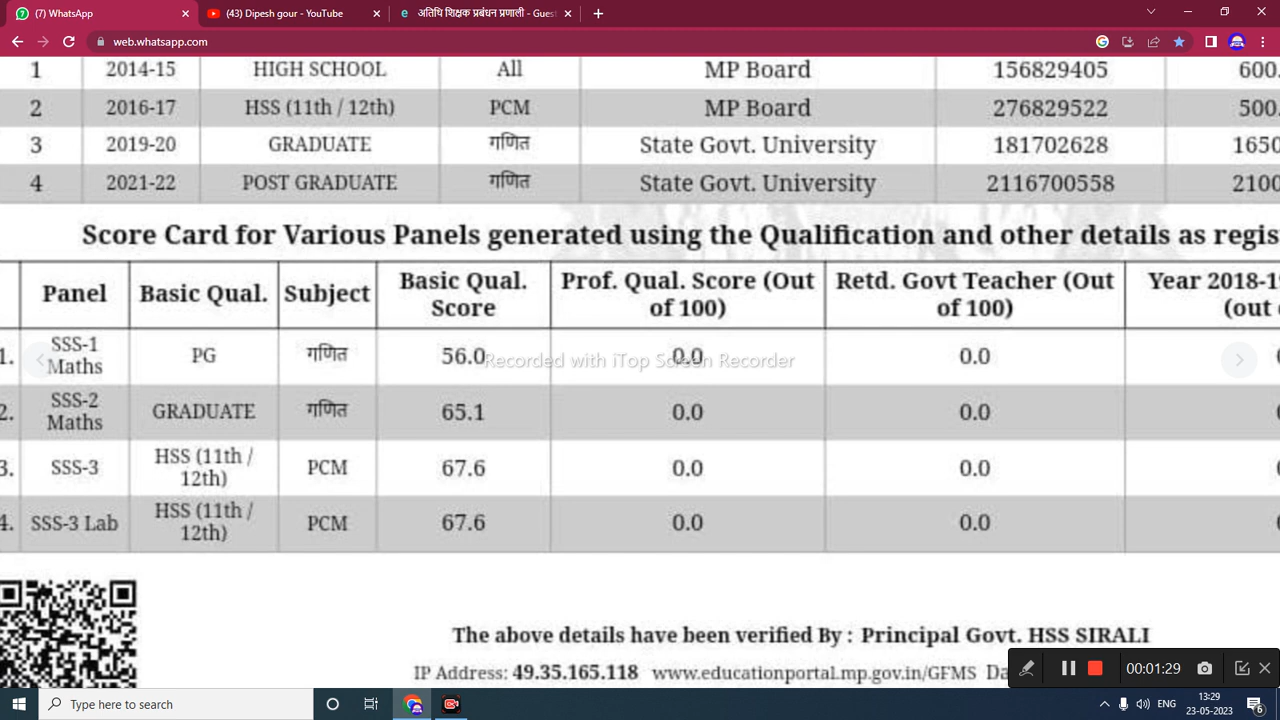 (7) WhatsApp
(43) Dipesh gour - YouTube
अतिथि शिक्षक प्रबंधन प्रणाली - Guest
web.whatsapp.com
1 2014-15 HIGH SCHOOL All MP Board 156829405 600.
2 2016-17 HSS (11th / 12th) PCM MP Board 276829522 500.
3 2019-20 GRADUATE गणित State Govt. University 181702628 1650
4 2021-22 POST GRADUATE गणित State Govt. University 2116700558 2100
Score Card for Various Panels generated using the Qualification and other details as regis
Panel Basic Qual. Subject Basic Qual. Score Prof. Qual. Score (Out of 100) Retd. Govt Teacher (Out of 100) Year 2018-1 (out
1. SSS-1 Maths PG गणित 56.0 0.0 0.0
Recorded with iTop Screen Recorder
2. SSS-2 Maths GRADUATE गणित 65.1 0.0 0.0
3. SSS-3 HSS (11th / 12th) PCM 67.6 0.0 0.0
4. SSS-3 Lab HSS (11th / 12th) PCM 67.6 0.0 0.0
The above details have been verified By : Principal Govt. HSS SIRALI
IP Address: 49.35.165.118 www.educationportal.mp.gov.in/GFMS Da
00:01:29
Type here to search
ENG
13:29
23-05-2023
6